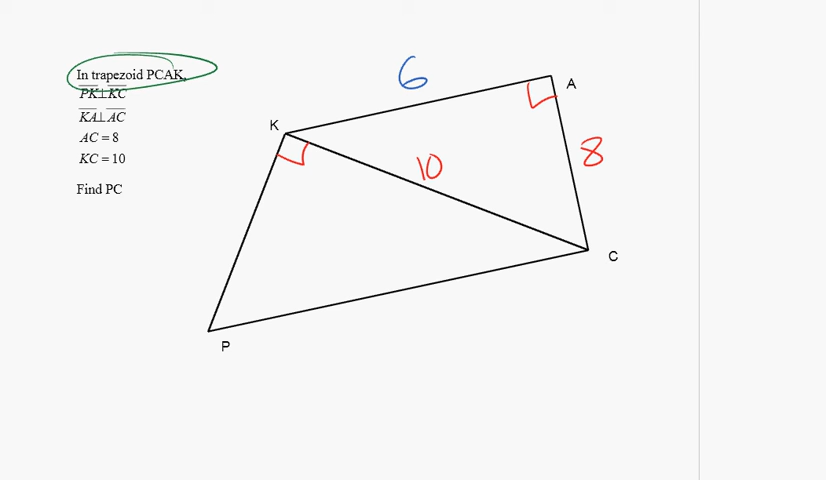 In trapezoid PCAK,
PK⊥KC
KA⊥AC
AC = 8
KC = 10
Find PC
6
A
K
10
8
C
P